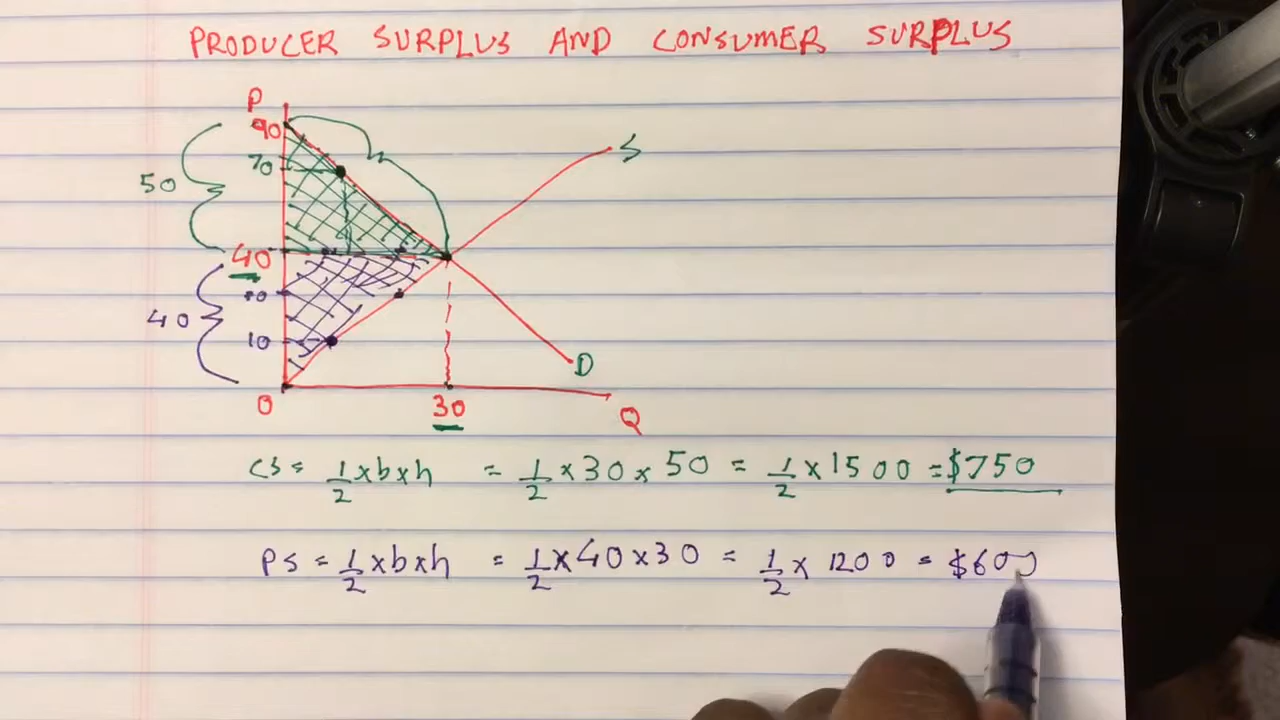 PRODUCER SURPLUS AND CONSUMER SURPLUS
P
90
70
50
S
40
40
10
D
0
30
Q
CS = 1/2 x b x h = 1/2 x 30 x 50 = 1/2 x 1500 = $750
PS = 1/2 x b x h = 1/2 x 40 x 30 = 1/2 x 1200 = $600